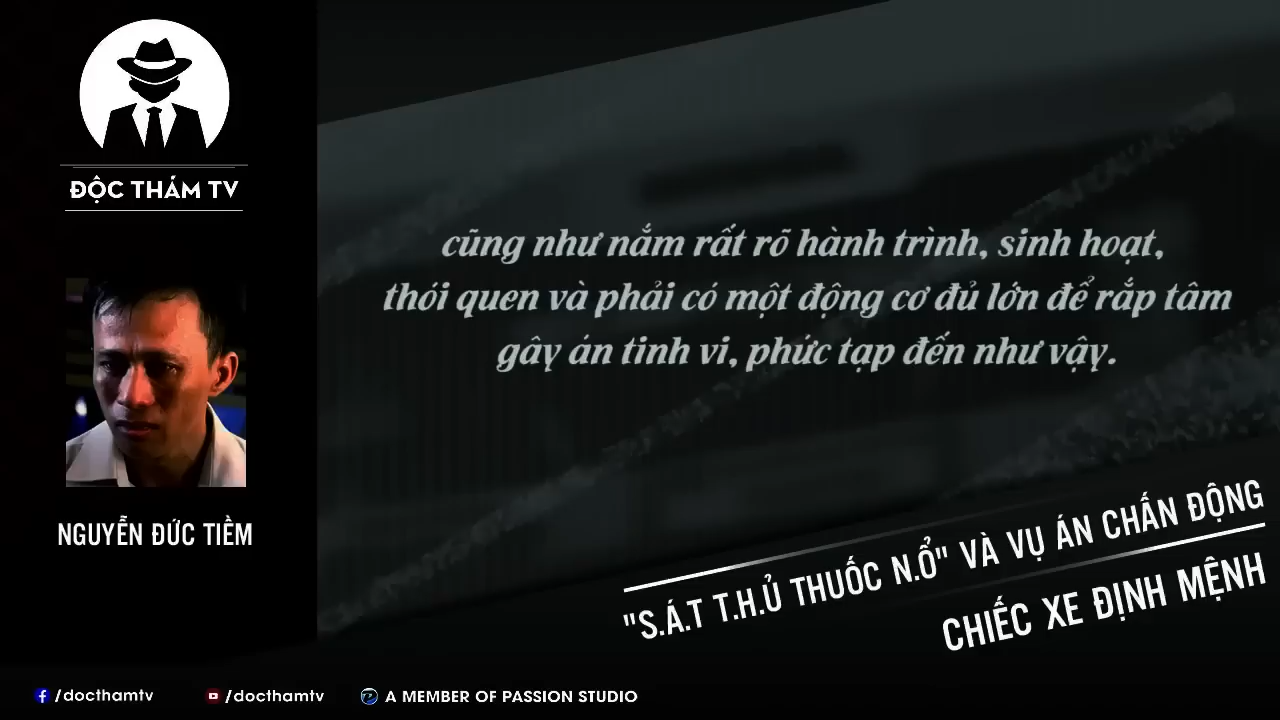 ĐỘC THÁM TV
NGUYỄN ĐỨC TIỀM
cũng như nắm rất rõ hành trình, sinh hoạt,
thói quen và phải có một động cơ đủ lớn để rắp tâm
gây án tinh vi, phức tạp đến như vậy.
"S.Á.T T.H.Ủ THUỐC N.Ổ" VÀ VỤ ÁN CHẤN ĐỘNG
CHIẾC XE ĐỊNH MỆNH
/docthamtv
/docthamtv
A MEMBER OF PASSION STUDIO